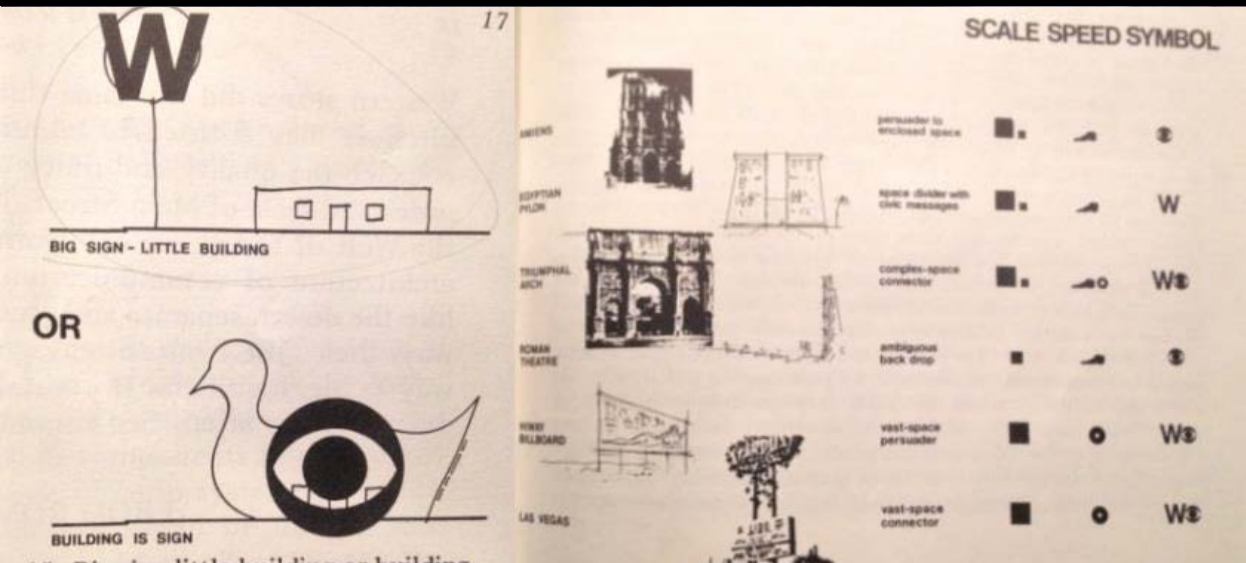 17
W
BIG SIGN - LITTLE BUILDING
OR
BUILDING IS SIGN
SCALE SPEED SYMBOL
AMIENS
persuader to
enclosed space
EGYPTIAN
PYLON
space divider with
civic messages
W
TRIUMPHAL
ARCH
complex-space
connector
W
ROMAN
THEATRE
ambiguous
back drop
HIWAY
BILLBOARD
vast-space
persuader
W
LAS VEGAS
vast-space
connector
W